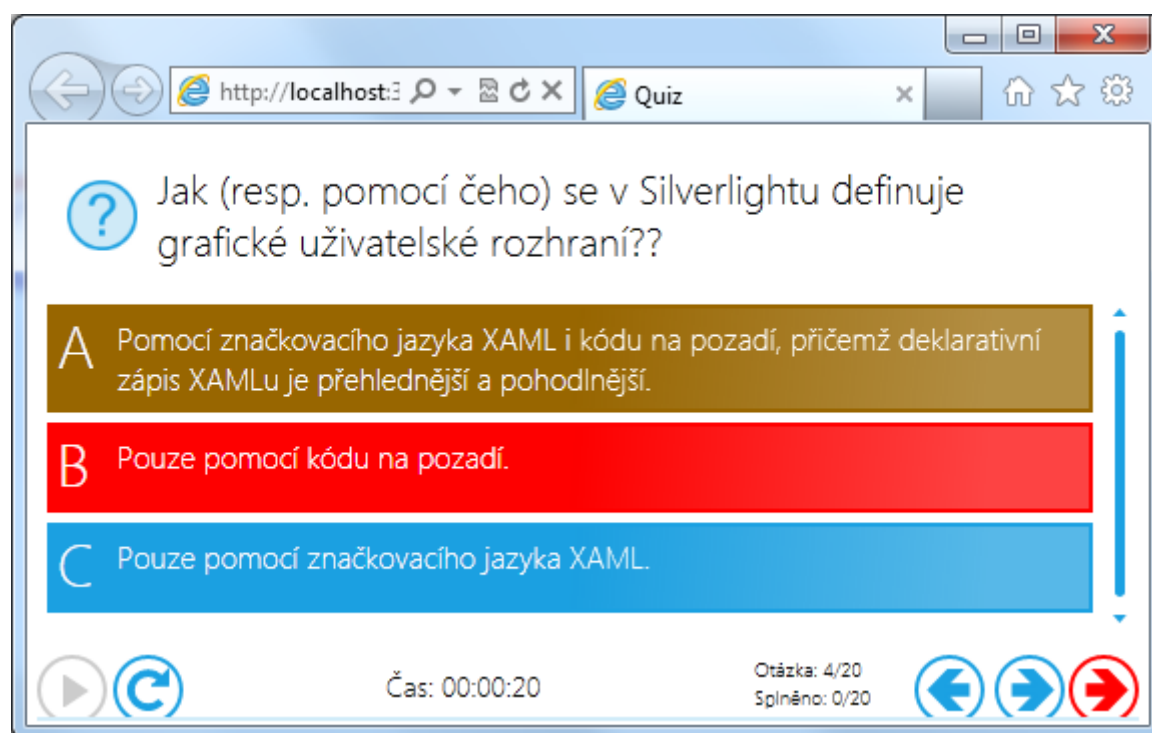 http://localhost:3
Quiz
Jak (resp. pomocí čeho) se v Silverlightu definuje
grafické uživatelské rozhraní??
A
Pomocí značkovacího jazyka XAML i kódu na pozadí, přičemž deklarativní
zápis XAMLu je přehlednější a pohodlnější.
B
Pouze pomocí kódu na pozadí.
C
Pouze pomocí značkovacího jazyka XAML.
Čas: 00:00:20
Otázka: 4/20
Splněno: 0/20